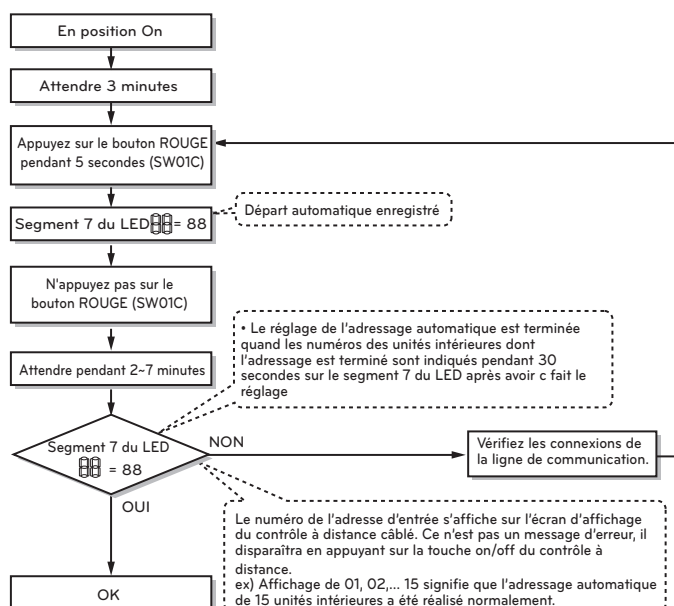 En position On
Attendre 3 minutes
Appuyez sur le bouton ROUGE
pendant 5 secondes (SW01C)
Segment 7 du LED 88 = 88
Départ automatique enregistré
N'appuyez pas sur le
bouton ROUGE (SW01C)
• Le réglage de l'adressage automatique est terminée
quand les numéros des unités intérieures dont
l'adressage est terminé sont indiqués pendant 30
secondes sur le segment 7 du LED après avoir c fait le
réglage
Attendre pendant 2~7 minutes
Segment 7 du LED
88 = 88
NON
Vérifiez les connexions de
la ligne de communication.
OUI
Le numéro de l'adresse d'entrée s'affiche sur l'écran d'affichage
du contrôle à distance câblé. Ce n'est pas un message d'erreur, il
disparaîtra en appuyant sur la touche on/off du contrôle à
distance.
ex) Affichage de 01, 02,... 15 signifie que l'adressage automatique
de 15 unités intérieures a été réalisé normalement.
OK